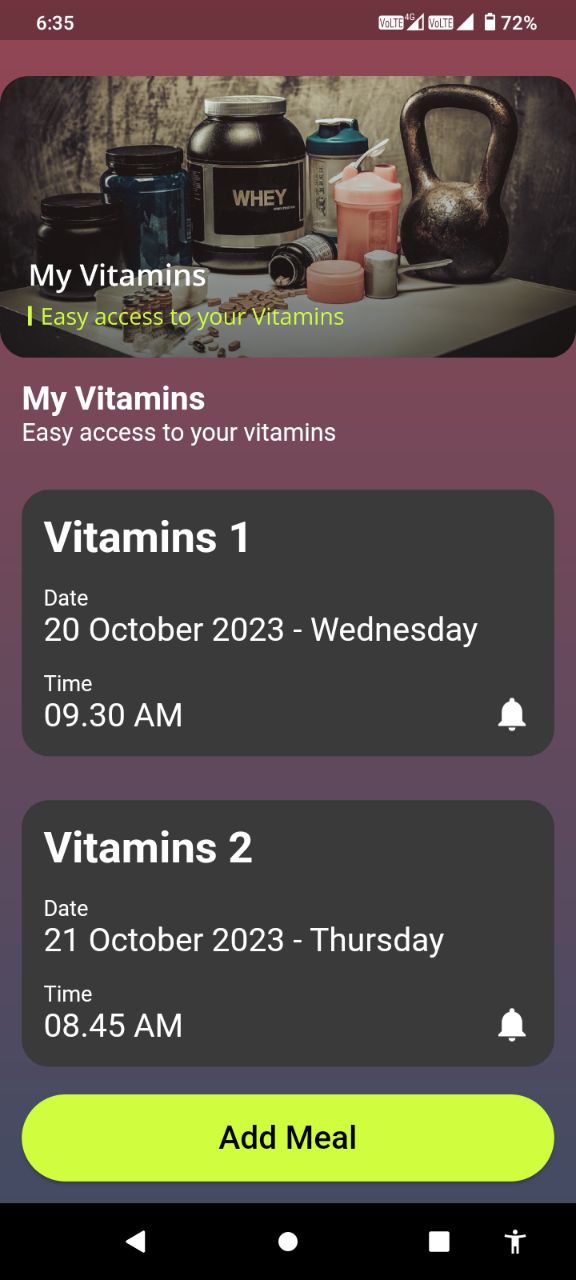 6:35
VoLTE 4G VoLTE 72%
WHEY
My Vitamins
Easy access to your Vitamins
My Vitamins
Easy access to your vitamins
Vitamins 1
Date
20 October 2023 - Wednesday
Time
09.30 AM
Vitamins 2
Date
21 October 2023 - Thursday
Time
08.45 AM
Add Meal